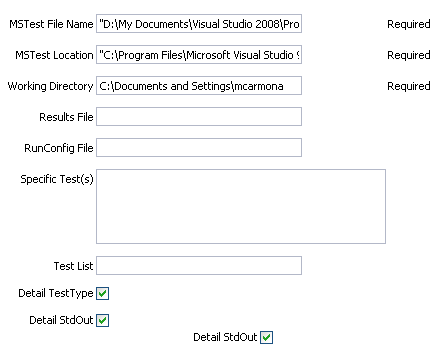 MSTest File Name "D:\My Documents\Visual Studio 2008\Pro Required
MSTest Location "C:\Program Files\Microsoft Visual Studio Required
Working Directory C:\Documents and Settings\mcarmona Required
Results File
RunConfig File
Specific Test(s)
Test List
Detail TestType
Detail StdOut
Detail StdOut